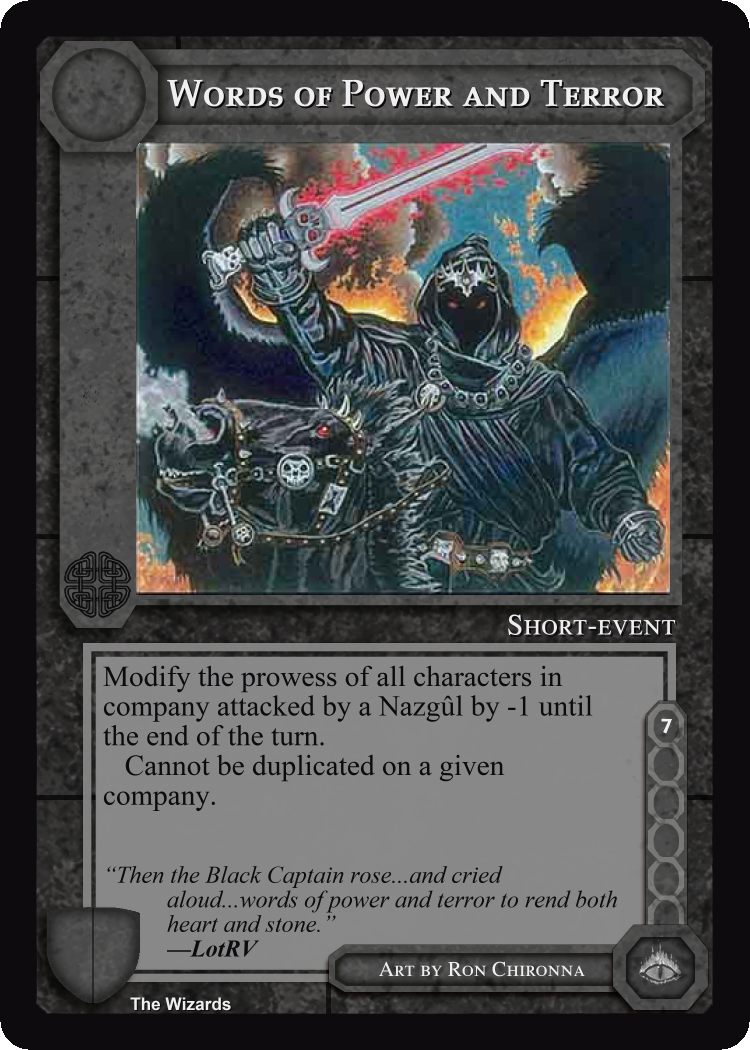 Words of Power and Terror
Short-event
Modify the prowess of all characters in
company attacked by a Nazgûl by -1 until
the end of the turn.
Cannot be duplicated on a given
company.
7
“Then the Black Captain rose...and cried
aloud...words of power and terror to rend both
heart and stone.”
—LotRV
Art by Ron Chironna
The Wizards